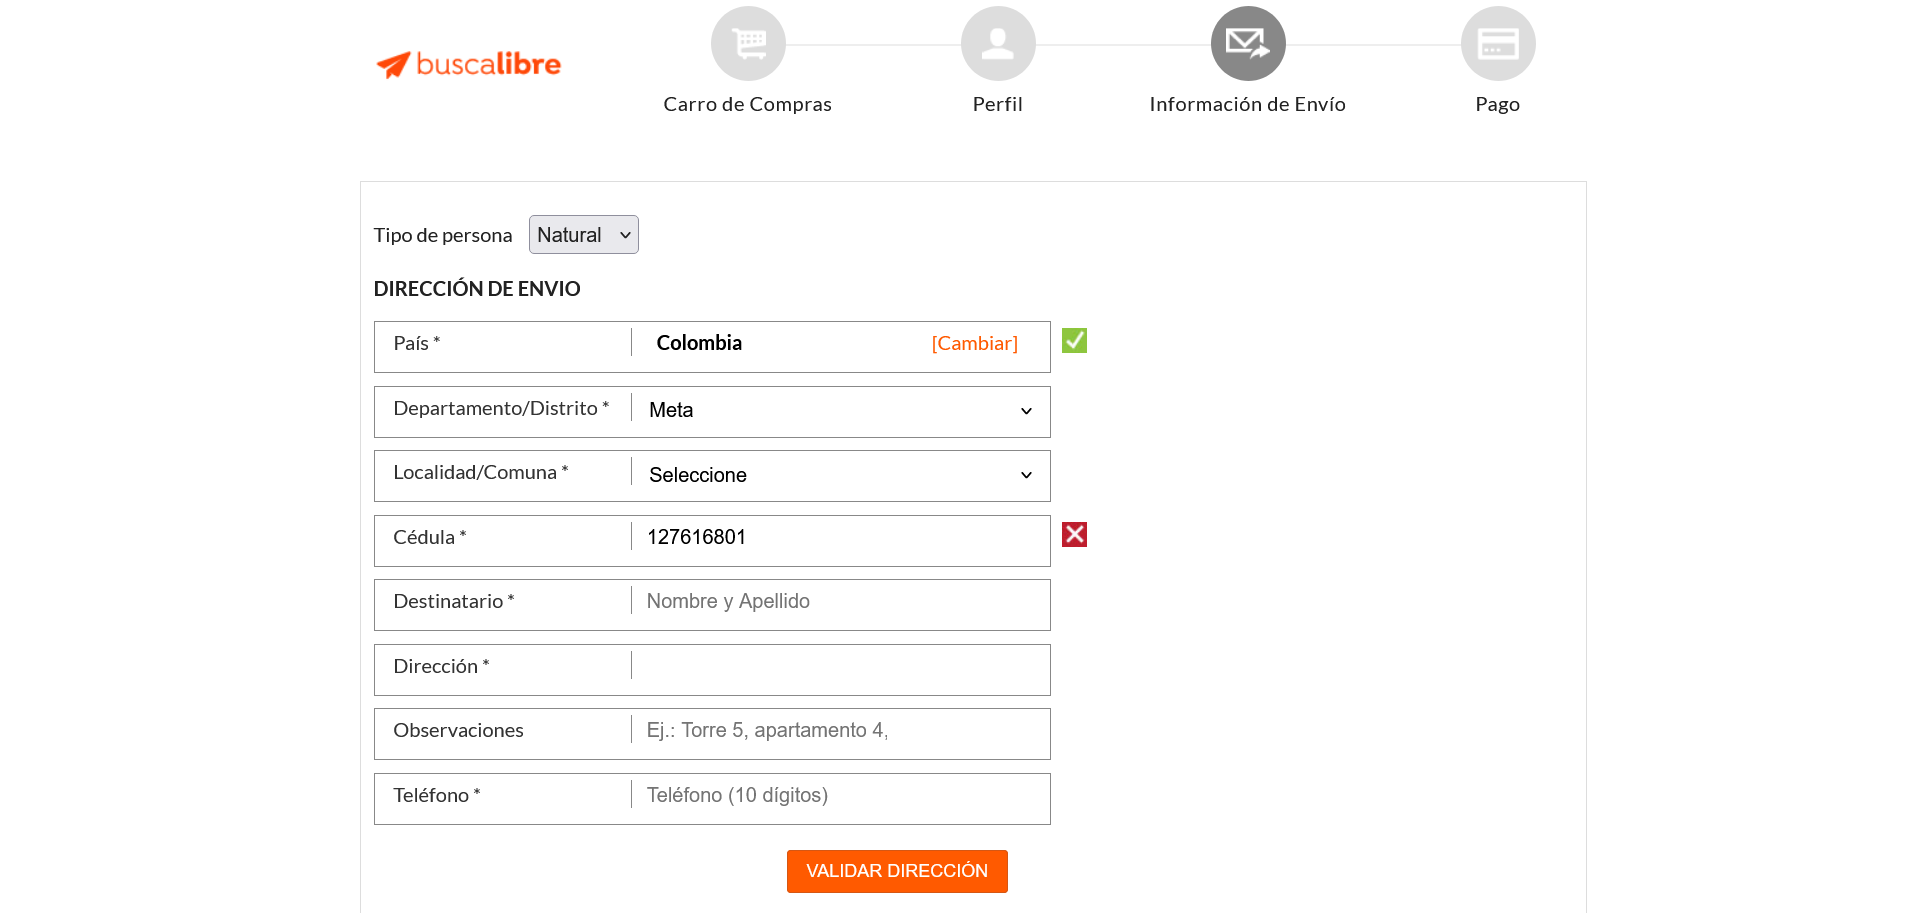 buscalibre
Carro de Compras
Perfil
Información de Envío
Pago
Tipo de persona Natural
DIRECCIÓN DE ENVIO
País * Colombia [Cambiar]
Departamento/Distrito * Meta
Localidad/Comuna * Seleccione
Cédula * 127616801
Destinatario * Nombre y Apellido
Dirección *
Observaciones Ej.: Torre 5, apartamento 4,
Teléfono * Teléfono (10 dígitos)
VALIDAR DIRECCIÓN